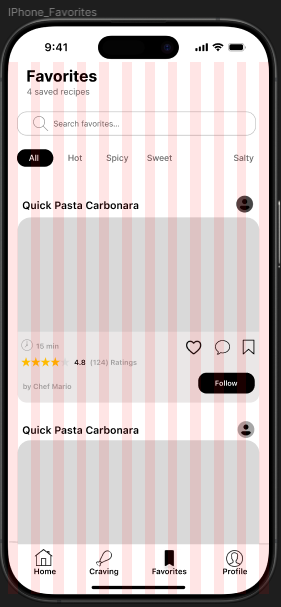 iPhone_Favorites
9:41
Favorites
4 saved recipes
Search favorites...
All Hot Spicy Sweet Salty
Quick Pasta Carbonara
15 min
4.8 (124) Ratings
by Chef Mario
Follow
Quick Pasta Carbonara
Home Craving Favorites Profile